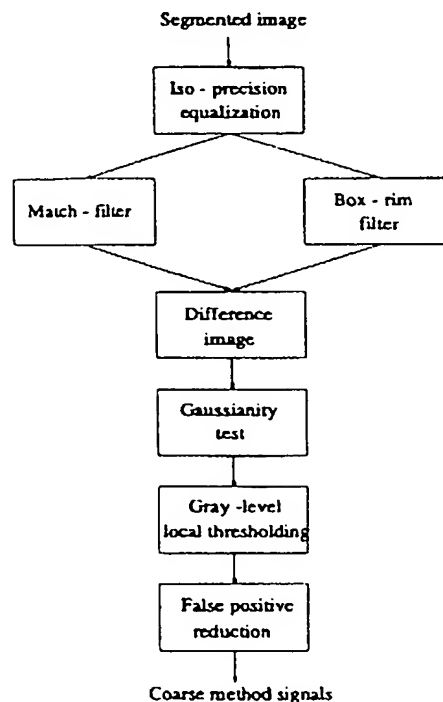 Segmented image
Iso - precision
equalization
Match - filter
Box - rim
filter
Difference
image
Gaussianity
test
Gray -level
local thresholding
False positive
reduction
Coarse method signals